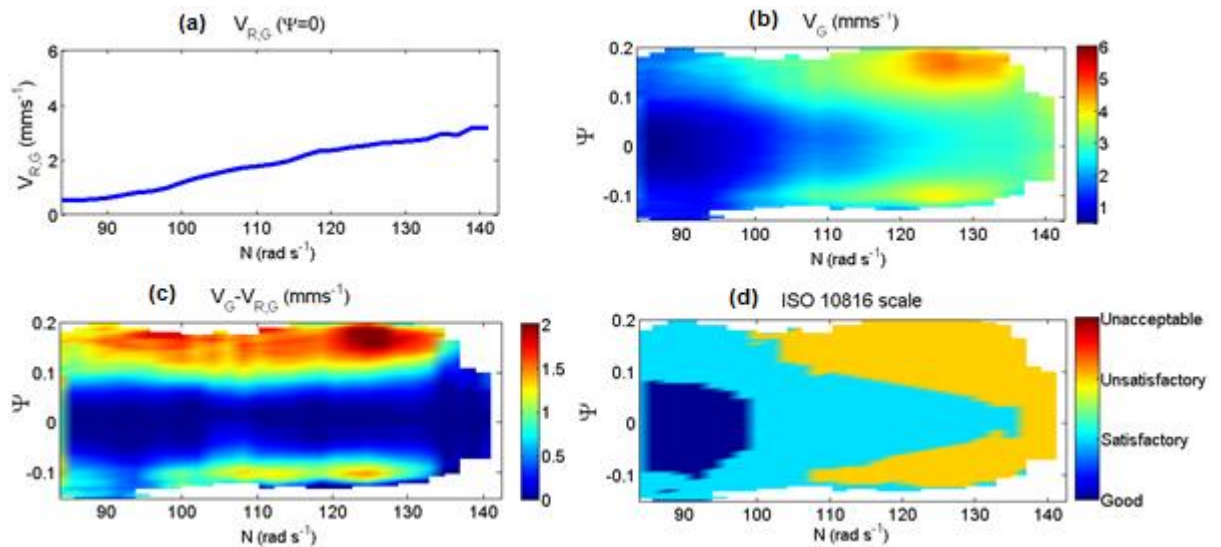 (a) V_{R,G} (Ψ=0)
V_{R,G} (mms⁻¹)
6
4
2
0
90 100 110 120 130 140
N (rad s⁻¹)
(b) V_G (mms⁻¹)
Ψ
0.2
0.1
0
-0.1
90 100 110 120 130 140
N (rad s⁻¹)
6
5
4
3
2
1
(c) V_G-V_{R,G} (mms⁻¹)
Ψ
0.2
0.1
0
-0.1
90 100 110 120 130 140
N (rad s⁻¹)
2
1.5
1
0.5
0
(d) ISO 10816 scale
Ψ
0.2
0.1
0
-0.1
90 100 110 120 130 140
N (rad s⁻¹)
Unacceptable
Unsatisfactory
Satisfactory
Good